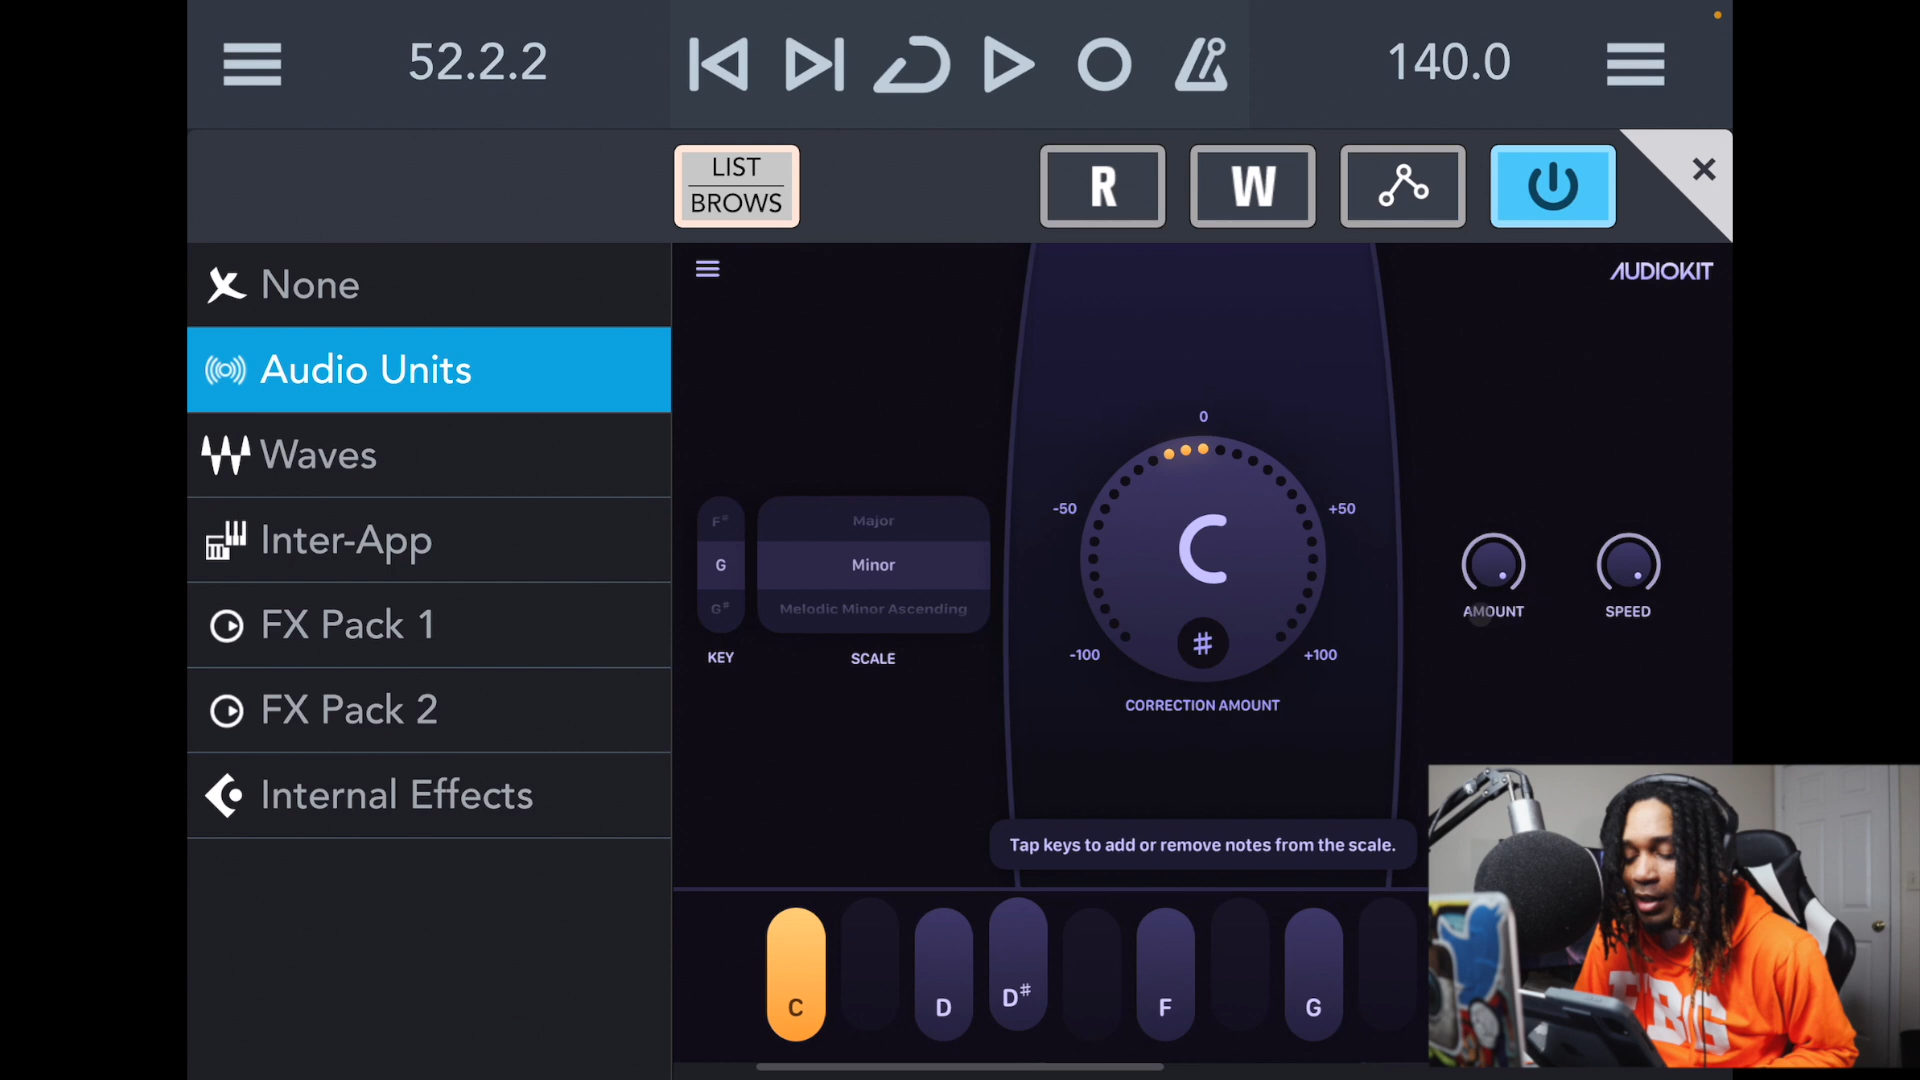 52.2.2
140.0
LIST
BROWS
R
W
None
Audio Units
Waves
Inter-App
FX Pack 1
FX Pack 2
Internal Effects
AUDIOKIT
0
-50
+50
-100
+100
C
#
CORRECTION AMOUNT
F#
G
G#
KEY
Major
Minor
Melodic Minor Ascending
SCALE
AMOUNT
SPEED
Tap keys to add or remove notes from the scale.
C
D
D#
F
G